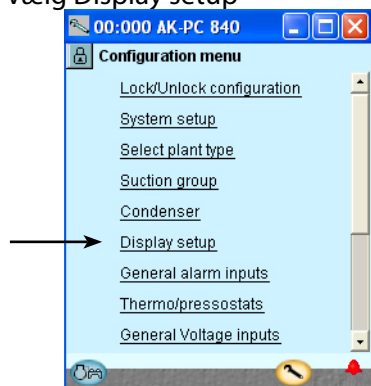 Vælg Display setup
00:000 AK-PC 840
Configuration menu
Lock/Unlock configuration
System setup
Select plant type
Suction group
Condenser
Display setup
General alarm inputs
Thermo/pressostats
General Voltage inputs